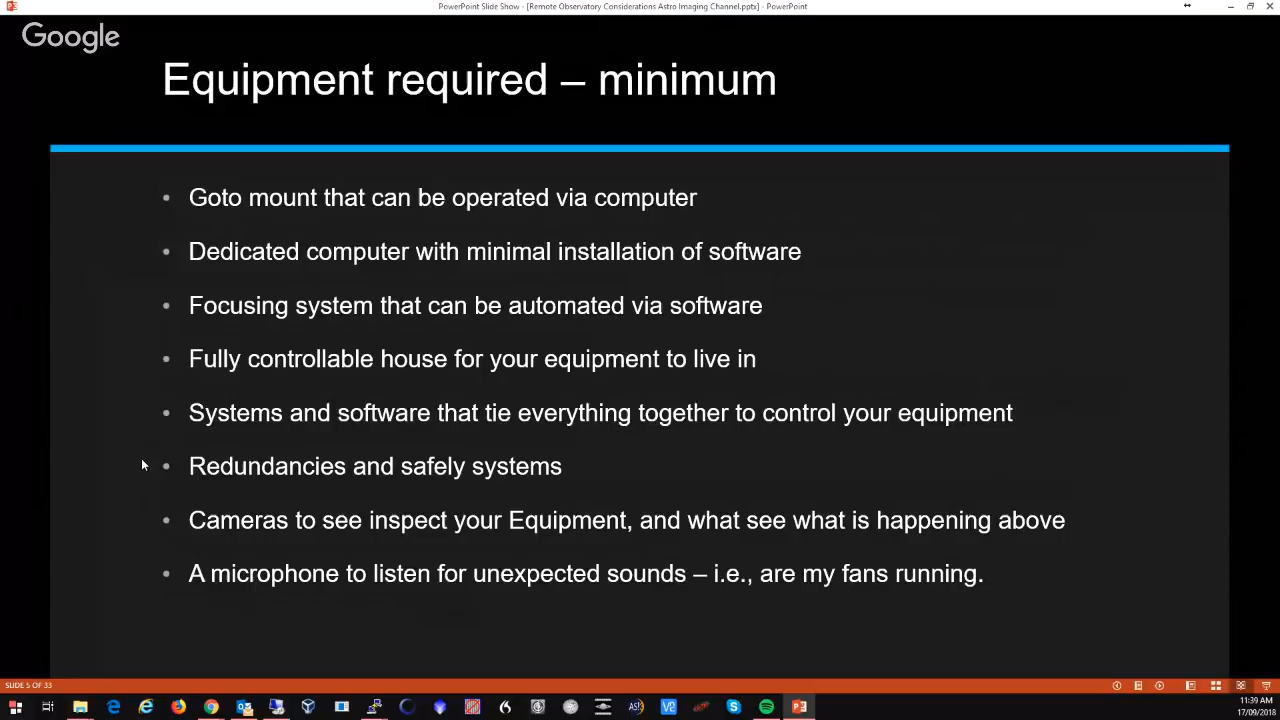 PowerPoint Slide Show - [Remote Observatory Considerations Astro Imaging Channel.pptx] - PowerPoint
Google
Equipment required – minimum
• Goto mount that can be operated via computer
• Dedicated computer with minimal installation of software
• Focusing system that can be automated via software
• Fully controllable house for your equipment to live in
• Systems and software that tie everything together to control your equipment
• Redundancies and safely systems
• Cameras to see inspect your Equipment, and what see what is happening above
• A microphone to listen for unexpected sounds – i.e., are my fans running.
SLIDE 5 OF 33
11:39 AM
17/09/2018